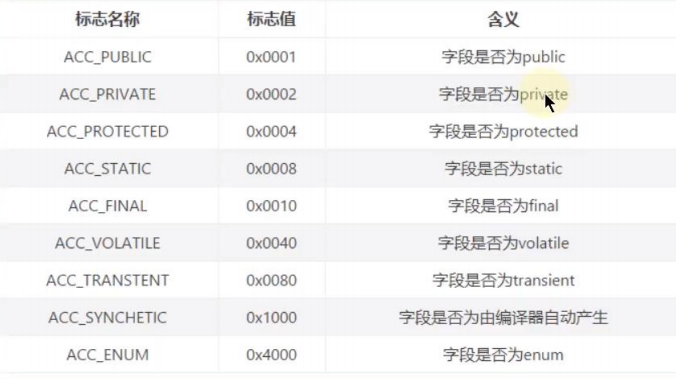 标志名称 标志值 含义
ACC_PUBLIC 0x0001 字段是否为public
ACC_PRIVATE 0x0002 字段是否为private
ACC_PROTECTED 0x0004 字段是否为protected
ACC_STATIC 0x0008 字段是否为static
ACC_FINAL 0x0010 字段是否为final
ACC_VOLATILE 0x0040 字段是否为volatile
ACC_TRANSTENT 0x0080 字段是否为transient
ACC_SYNCHETIC 0x1000 字段是否为由编译器自动产生
ACC_ENUM 0x4000 字段是否为enum